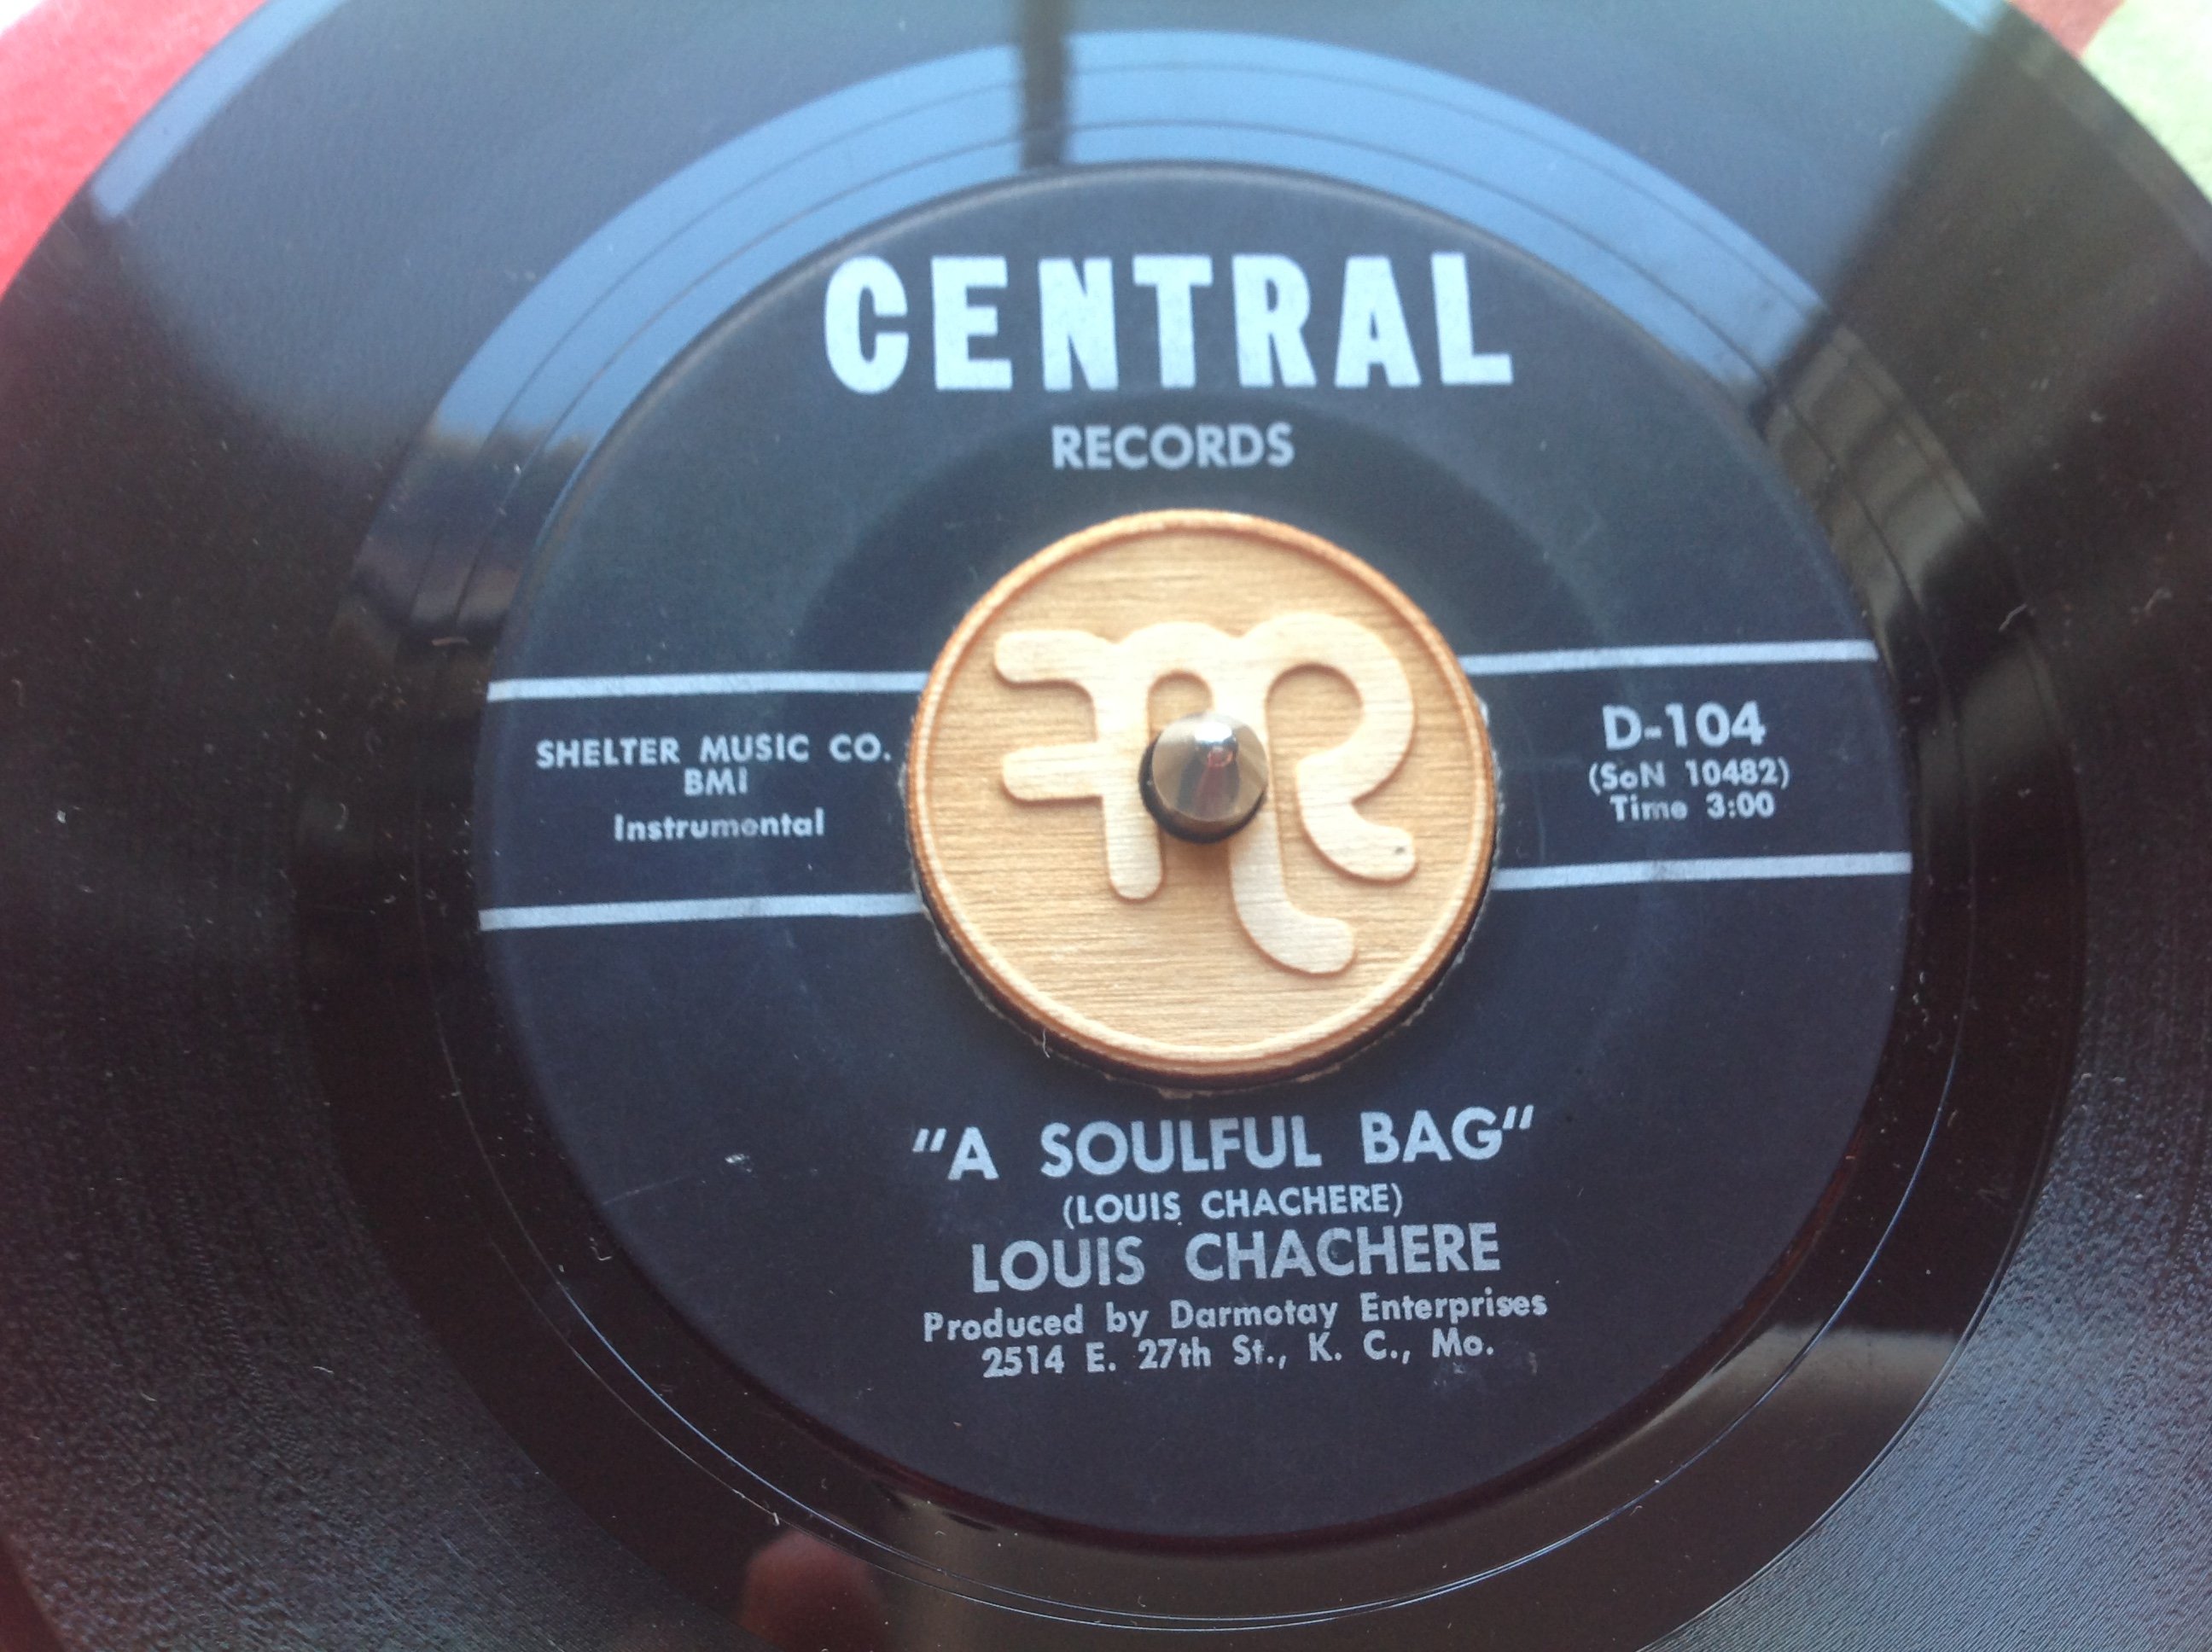 CENTRAL
RECORDS
SHELTER MUSIC CO.
BMI
Instrumental
D-104
(SoN 10482)
Time 3:00
"A SOULFUL BAG"
(LOUIS CHACHERE)
LOUIS CHACHERE
Produced by Darmotay Enterprises
2514 E. 27th St., K. C., Mo.